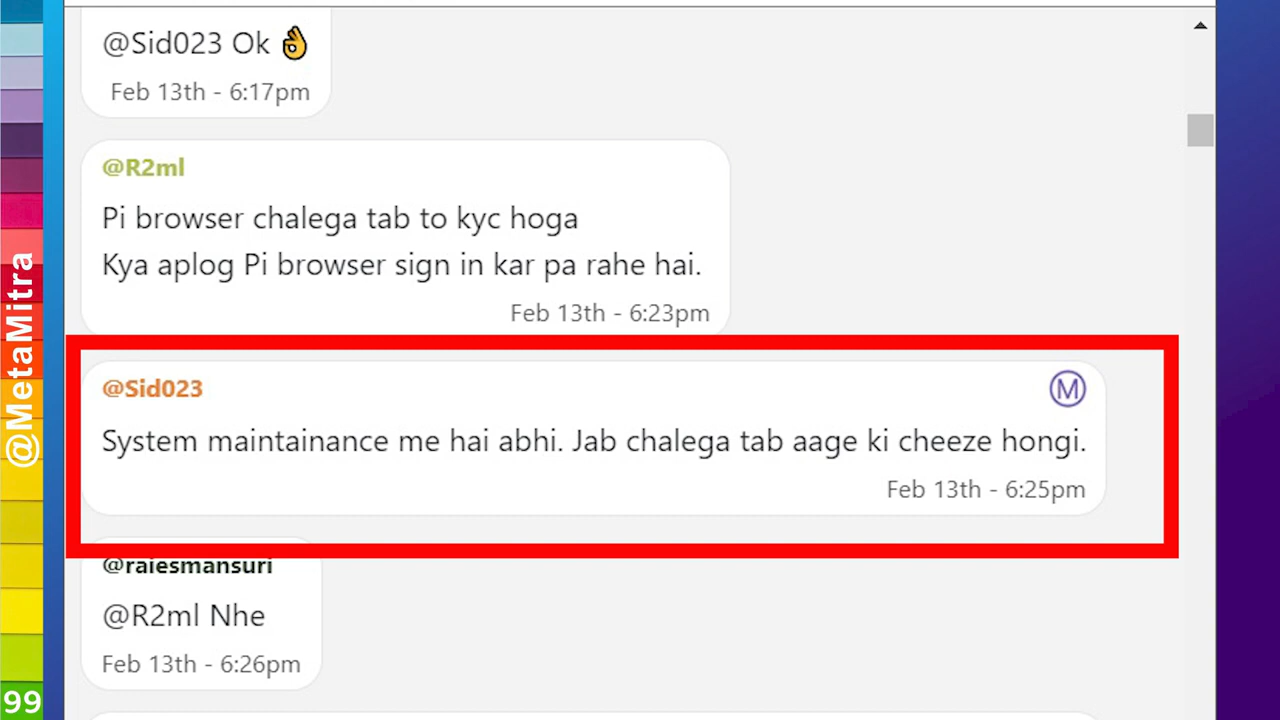 @Sid023 Ok 👌
Feb 13th - 6:17pm
@R2ml
Pi browser chalega tab to kyc hoga
Kya aplog Pi browser sign in kar pa rahe hai.
Feb 13th - 6:23pm
@Sid023 Ⓜ
System maintainance me hai abhi. Jab chalega tab aage ki cheeze hongi.
Feb 13th - 6:25pm
@raiesmansuri
@R2ml Nhe
Feb 13th - 6:26pm
@MetaMitra
99